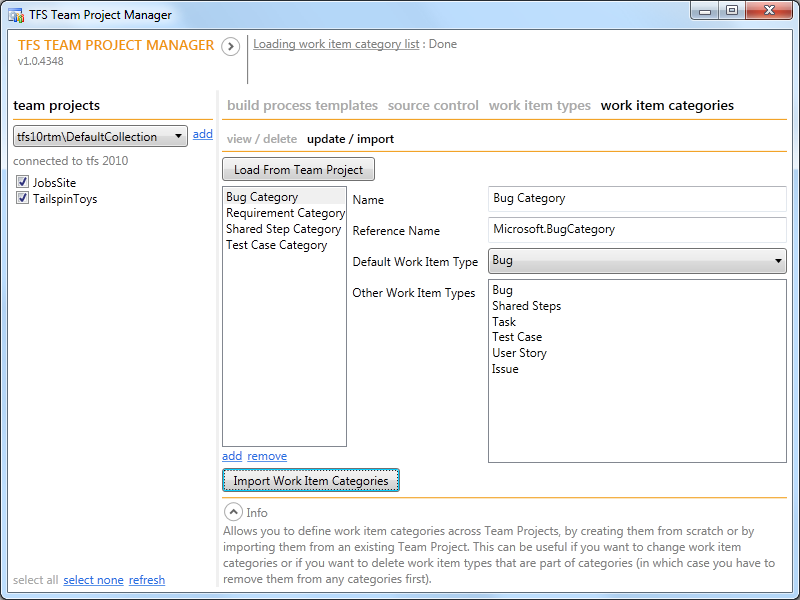 TFS Team Project Manager
TFS TEAM PROJECT MANAGER
v1.0.4348
Loading work item category list : Done
team projects
tfs10rtm\DefaultCollection
add
connected to tfs 2010
JobsSite
TailspinToys
select all select none refresh
build process templates source control work item types work item categories
view / delete update / import
Load From Team Project
Bug Category
Requirement Category
Shared Step Category
Test Case Category
add remove
Import Work Item Categories
Name
Bug Category
Reference Name
Microsoft.BugCategory
Default Work Item Type
Bug
Other Work Item Types
Bug
Shared Steps
Task
Test Case
User Story
Issue
Info
Allows you to define work item categories across Team Projects, by creating them from scratch or by
importing them from an existing Team Project. This can be useful if you want to change work item
categories or if you want to delete work item types that are part of categories (in which case you have to
remove them from any categories first).